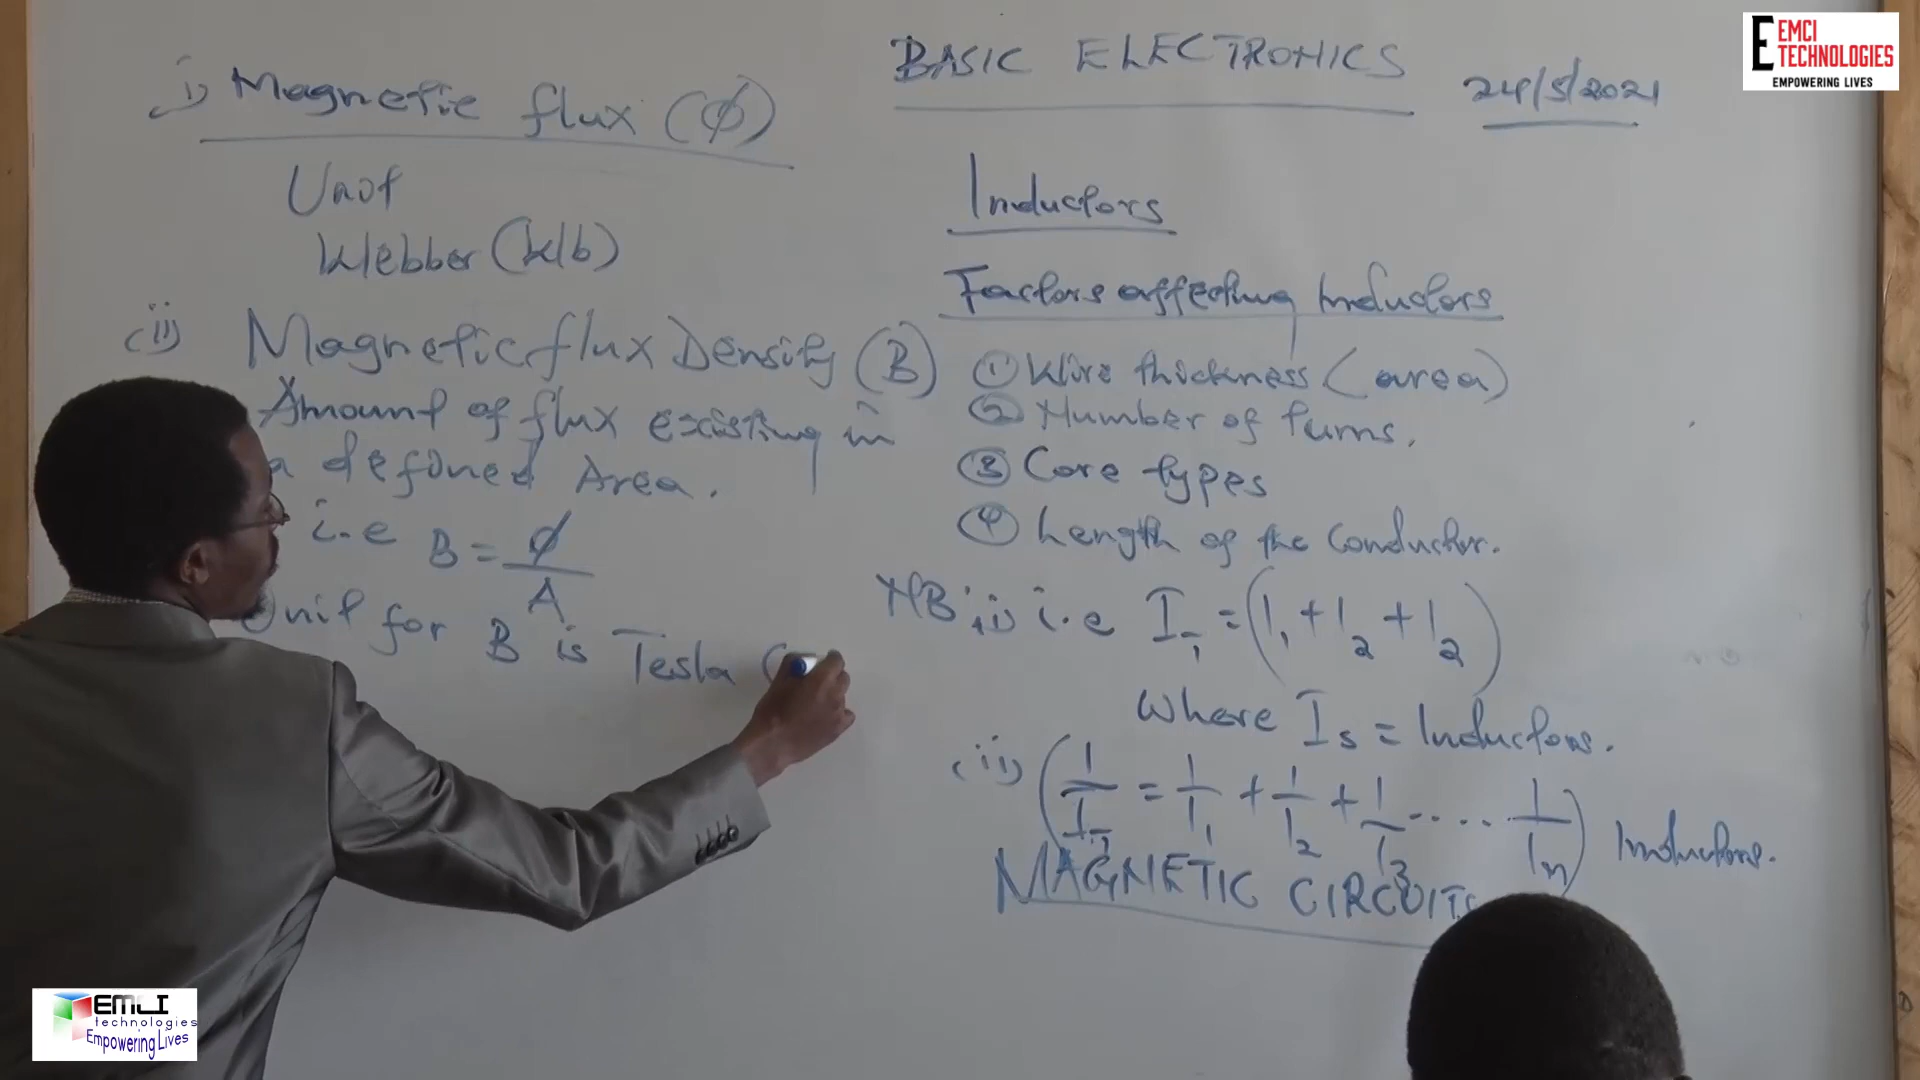 BASIC ELECTRONICS
24/5/2021
i) Magnetic flux (ϕ)
Unit
Webber (Wb)
(ii) Magnetic flux Density (B)
Amount of flux existing in
a defined Area.
i.e B = ϕ/A
Unit for B is Tesla (
Inductors
Factors affecting Inductors
① Wire thickness (area)
② Number of turns.
③ Core types
④ Length of the Conductor.
NB: i) i.e I_T = (I₁ + I₂ + I₂)
Where Is = Inductors.
(ii) (1/I_T = 1/I₁ + 1/I₂ + 1/I₃ .... 1/Iₙ) Inductors.
MAGNETIC CIRCUITS
E EMCI
TECHNOLOGIES
EMPOWERING LIVES
EMCI
technologies
Empowering Lives